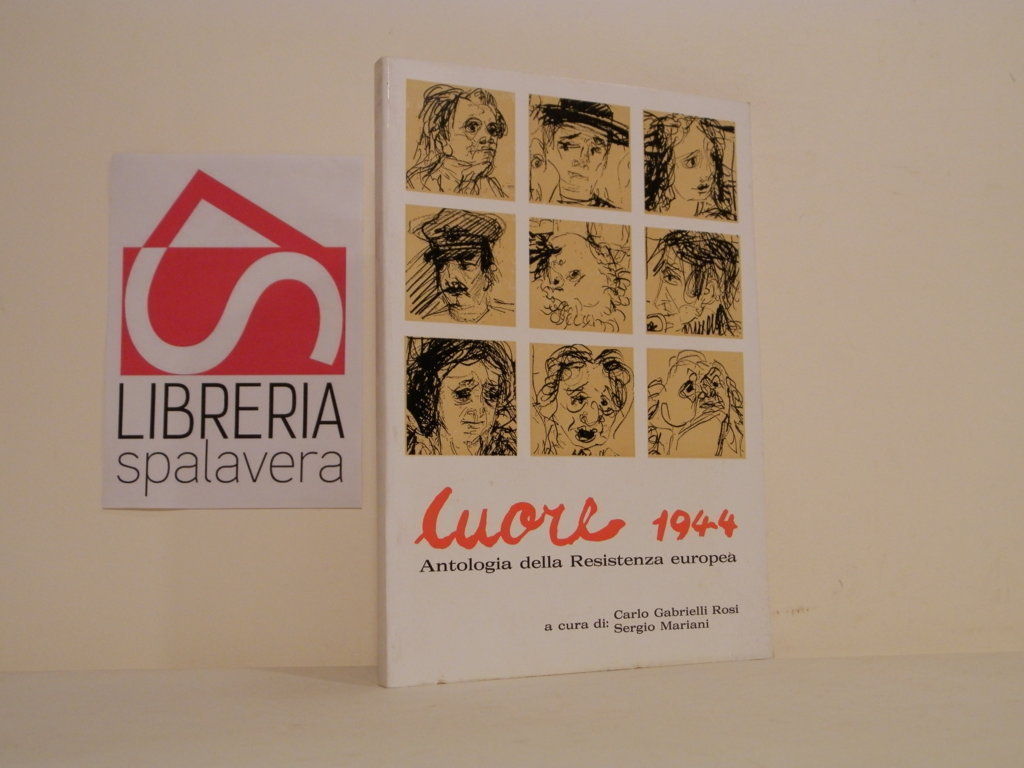 LIBRERIA
spalavera
Cuore 1944
Antologia della Resistenza europea
a cura di: Carlo Gabrielli Rosi
Sergio Mariani